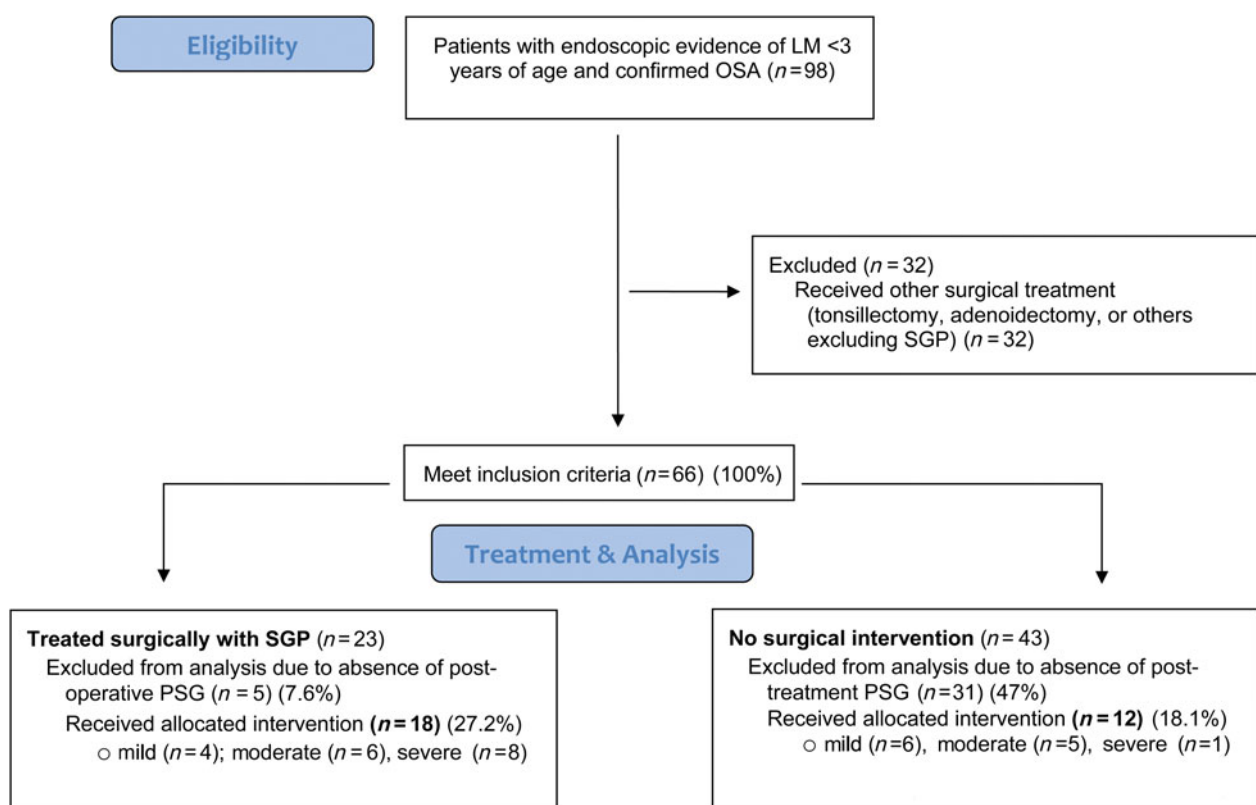 Eligibility
Patients with endoscopic evidence of LM <3
years of age and confirmed OSA (n=98)
Excluded (n=32)
Received other surgical treatment
(tonsillectomy, adenoidectomy, or others
excluding SGP) (n=32)
Meet inclusion criteria (n=66) (100%)
Treatment & Analysis
Treated surgically with SGP (n=23)
Excluded from analysis due to absence of post-
operative PSG (n = 5) (7.6%)
Received allocated intervention (n=18) (27.2%)
o mild (n=4); moderate (n=6), severe (n=8)
No surgical intervention (n=43)
Excluded from analysis due to absence of post-
treatment PSG (n=31) (47%)
Received allocated intervention (n=12) (18.1%)
o mild (n=6), moderate (n=5), severe (n=1)